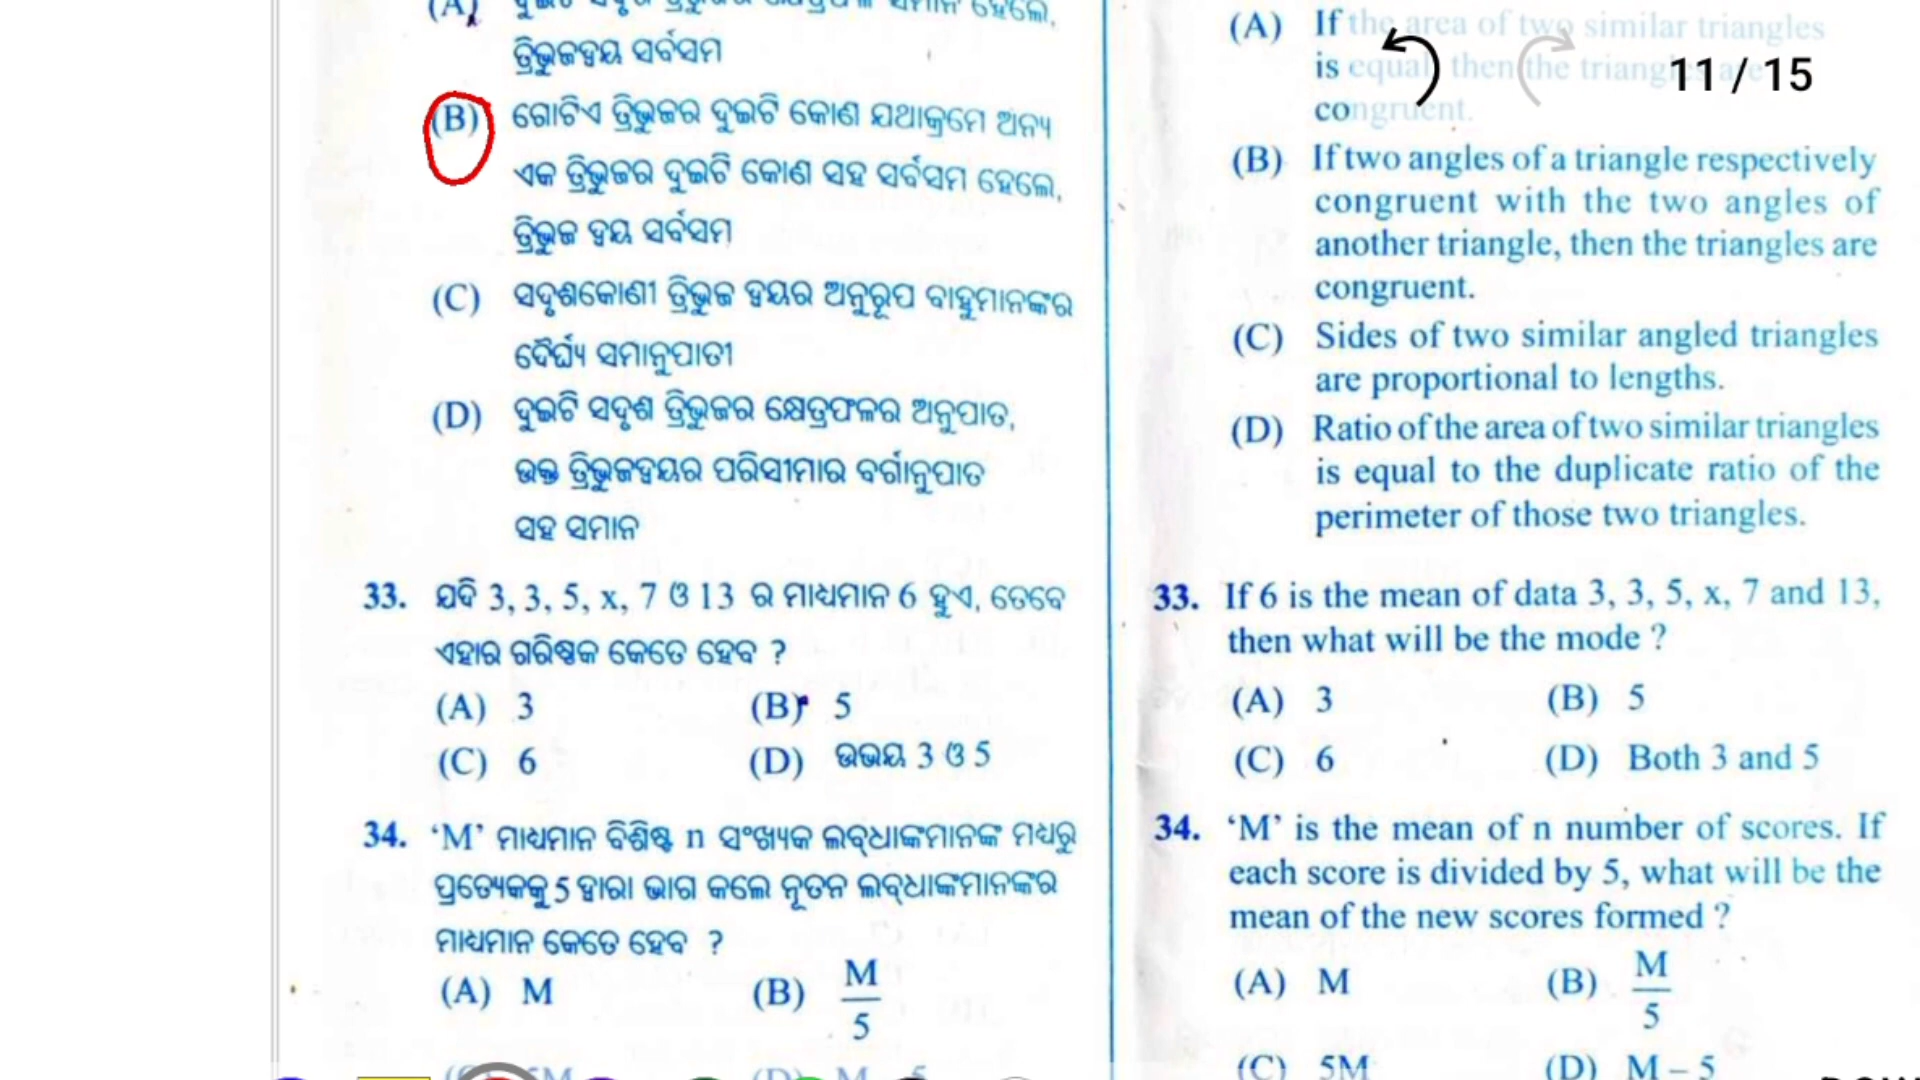 (A) ଦୁଇଟି ସଦୃଶ ତ୍ରିଭୁଜର କ୍ଷେତ୍ରଫଳ ସମାନ ହେଲେ,
ତ୍ରିଭୁଜଦ୍ୱୟ ସର୍ବସମ
(B) ଗୋଟିଏ ତ୍ରିଭୁଜର ଦୁଇଟି କୋଣ ଯଥାକ୍ରମେ ଅନ୍ୟ
ଏକ ତ୍ରିଭୁଜର ଦୁଇଟି କୋଣ ସହ ସର୍ବସମ ହେଲେ,
ତ୍ରିଭୁଜ ଦ୍ୱୟ ସର୍ବସମ
(C) ସଦୃଶକୋଣୀ ତ୍ରିଭୁଜ ଦ୍ୱୟର ଅନୁରୂପ ବାହୁମାନଙ୍କର
ଦୈର୍ଘ୍ୟ ସମାନୁପାତୀ
(D) ଦୁଇଟି ସଦୃଶ ତ୍ରିଭୁଜର କ୍ଷେତ୍ରଫଳର ଅନୁପାତ,
ଉକ୍ତ ତ୍ରିଭୁଜଦ୍ୱୟର ପରିସୀମାର ବର୍ଗାନୁପାତ
ସହ ସମାନ
33. ଯଦି 3, 3, 5, x, 7 ଓ 13 ର ମାଧ୍ୟମାନ 6 ହୁଏ, ତେବେ
ଏହାର ଗରିଷ୍ଠକ କେତେ ହେବ ?
(A) 3 (B) 5
(C) 6 (D) ଉଭୟ 3 ଓ 5
34. ‘M’ ମାଧ୍ୟମାନ ବିଶିଷ୍ଟ n ସଂଖ୍ୟକ ଲବ୍ଧାଙ୍କମାନଙ୍କ ମଧ୍ୟରୁ
ପ୍ରତ୍ୟେକକୁ 5 ଦ୍ୱାରା ଭାଗ କଲେ ନୂତନ ଲବ୍ଧାଙ୍କମାନଙ୍କର
ମାଧ୍ୟମାନ କେତେ ହେବ ?
(A) M (B) M/5
(C) 5M (D) M – 5
(A) If the area of two similar triangles
is equal then the triangles are
congruent.
11 / 15
(B) If two angles of a triangle respectively
congruent with the two angles of
another triangle, then the triangles are
congruent.
(C) Sides of two similar angled triangles
are proportional to lengths.
(D) Ratio of the area of two similar triangles
is equal to the duplicate ratio of the
perimeter of those two triangles.
33. If 6 is the mean of data 3, 3, 5, x, 7 and 13,
then what will be the mode ?
(A) 3 (B) 5
(C) 6 (D) Both 3 and 5
34. ‘M’ is the mean of n number of scores. If
each score is divided by 5, what will be the
mean of the new scores formed ?
(A) M (B) M/5
(C) 5M (D) M – 5